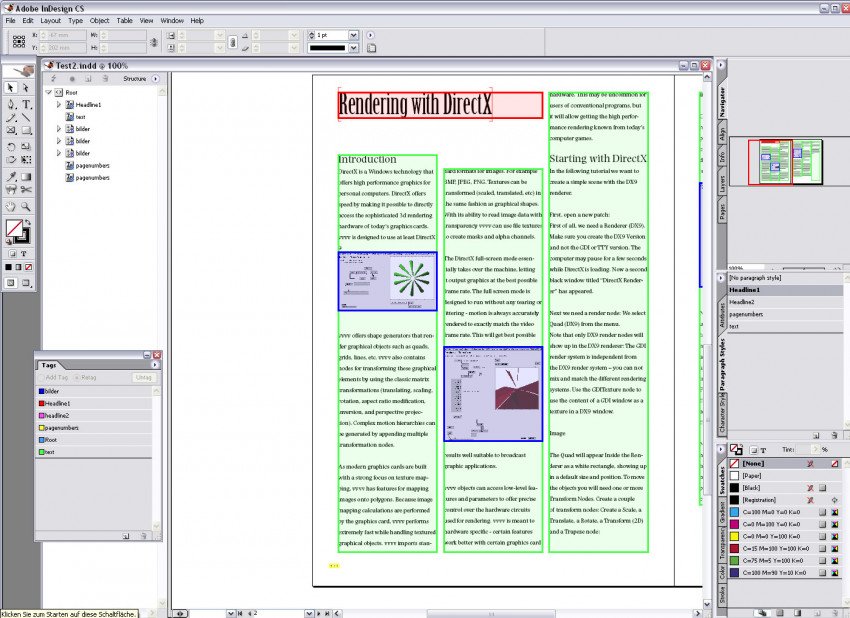 Adobe InDesign CS
File Edit Layout Type Object Table View Window Help
X: -67 mm W:
Y: 202 mm H:
1 pt
Test2.indd @ 100%
Structure
Root
Headline1
text
bilder
bilder
bilder
pagenumbers
pagenumbers
Tags
Add Tag Retag Untag
bilder
Headline1
headline2
pagenumbers
Root
text
Klicken Sie zum Starten auf diese Schaltfläche.
Rendering with DirectX
Introduction
DirectX is a Windows technology that
offers high performance graphics for
personal computers. DirectX offers
speed by making it possible to directly
access the sophisticated 3d rendering
hardware of today's graphics cards.
vvvv is designed to use at least DirectX
vvvv offers shape generators that ren-
der graphical objects such as quads,
grids, lines, etc. vvvv also contains
nodes for transforming these graphical
elements by using the classic matrix
transformations (translating, scaling,
rotation, aspect ratio modification,
inversion, and perspective projec-
tion). Complex motion hierarchies can
be generated by appending multiple
transformation nodes.
As modern graphics cards are built
with a strong focus on texture map-
ping, vvvv has features for mapping
images onto polygons. Because image
mapping calculations are performed
by the graphics card, vvvv performs
extremely fast while handling textured
graphical objects. vvvv imports stan-
dard formats for images. For example
BMP, JPEG, PNG. Textures can be
transformed (scaled, translated, etc) in
the same fashion as graphical shapes.
With its ability to read image data with
transparency vvvv can use file textures
to create masks and alpha channels.
The DirectX full-screen mode essen-
tially takes over the machine, letting
it output graphics at the best possible
frame rate. The full screen mode is
designed to run without any tearing or
jittering - motion is always accurately
rendered to exactly match the video
frame rate. This will get best possible
results well suitable to broadcast
graphic applications.
vvvv objects can access low-level fea-
tures and parameters to offer precise
control over the hardware circuits
used for rendering. vvvv is meant to
hardware specific - certain features
work better with certain graphics card
hardware. This may be uncommon for
users of conventional programs, but
it will allow getting the high perfor-
mance rendering known from today's
computer games.
Starting with DirectX
In the following tutorial we want to
create a simple scene with the DX9
renderer.
First, open a new patch:
First of all, we need a Renderer (DX9).
Make sure you create the DX9 Version
and not the GDI or TTY version. The
computer may pause for a few seconds
while DirectX is loading. Now a second
black window titled "DirectX Render-
er" has appeared.
Next we need a render node: We select
Quad (DX9) from the menu.
Note that only DX9 render nodes will
show up in the DX9 renderer: The GDI
render system is independent from
the DX9 render system – you can not
mix and match the different rendering
systems. Use the GDITexture node to
use the content of a GDI window as a
texture in a DX9 window.
Image
The Quad will appear inside the Ren-
derer as a white rectangle, showing up
in a default size and position. To move
the objects you will need one or more
Transform Nodes. Create a couple
of transform nodes: Create a Scale, a
Translate, a Rotate, a Transform (2D)
and a Trapeze node:
2
Navigator
Align
Info
Layers
Pages
100%
[No paragraph style]
Headline1
Headline2
pagenumbers
text
Attributes
Paragraph Styles
Character Style
Tint: %
[None]
[Paper]
[Black]
[Registration]
C=100 M=0 Y=0 K=0
C=0 M=100 Y=0 K=0
C=0 M=0 Y=100 K=0
C=15 M=100 Y=100 K=0
C=75 M=5 Y=100 K=0
C=100 M=90 Y=10 K=0
Swatches
Gradient
Transparency
Color
Stroke